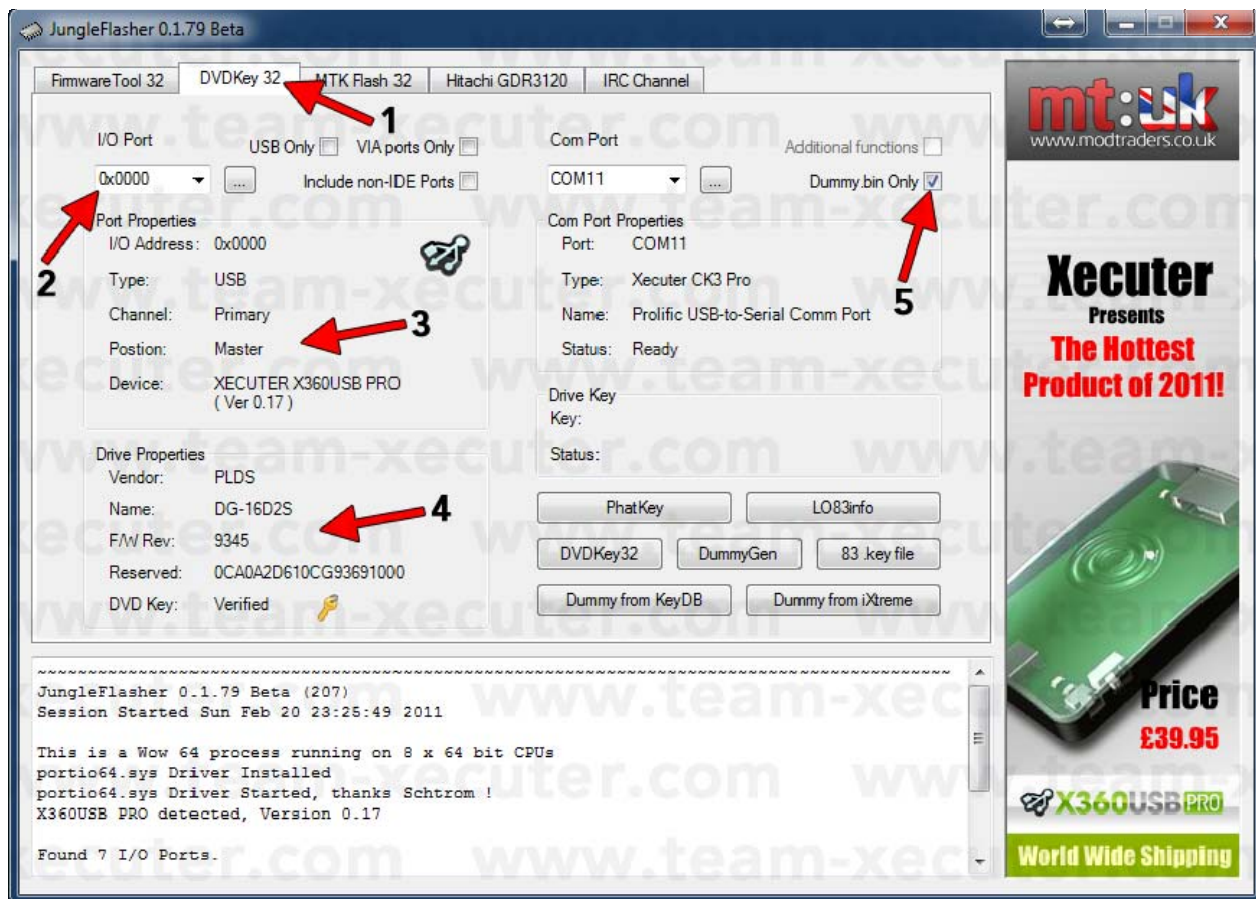 JungleFlasher 0.1.79 Beta
FirmwareTool 32 DVDKey 32 MTK Flash 32 Hitachi GDR3120 IRC Channel
1
I/O Port USB Only VIA ports Only
0x0000 ... Include non-IDE Ports
2
Port Properties
I/O Address: 0x0000
Type: USB
Channel: Primary
Postion: Master
Device: XECUTER X360USB PRO
( Ver 0.17 )
3
Drive Properties
Vendor: PLDS
Name: DG-16D2S
F/W Rev: 9345
Reserved: 0CA0A2D610CG93691000
DVD Key: Verified
4
Com Port Additional functions
COM11 ... Dummy.bin Only
5
Com Port Properties
Port: COM11
Type: Xecuter CK3 Pro
Name: Prolific USB-to-Serial Comm Port
Status: Ready
Drive Key
Key:
Status:
PhatKey LO83info
DVDKey32 DummyGen 83 .key file
Dummy from KeyDB Dummy from iXtreme
~~~~~~~~~~~~~~~~~~~~~~~~~~~~~~~~~~~~~~~~~~~~~~~~~~~~~~~~~~~~~~~~~~~~~~~~~~~~~~~~~~~~~~~~~~
JungleFlasher 0.1.79 Beta (207)
Session Started Sun Feb 20 23:25:49 2011
This is a Wow 64 process running on 8 x 64 bit CPUs
portio64.sys Driver Installed
portio64.sys Driver Started, thanks Schtrom !
X360USB PRO detected, Version 0.17
Found 7 I/O Ports.
mt:uk
www.modtraders.co.uk
Xecuter
Presents
The Hottest
Product of 2011!
Price
£39.95
X360USB PRO
World Wide Shipping
www.team-xecuter.com